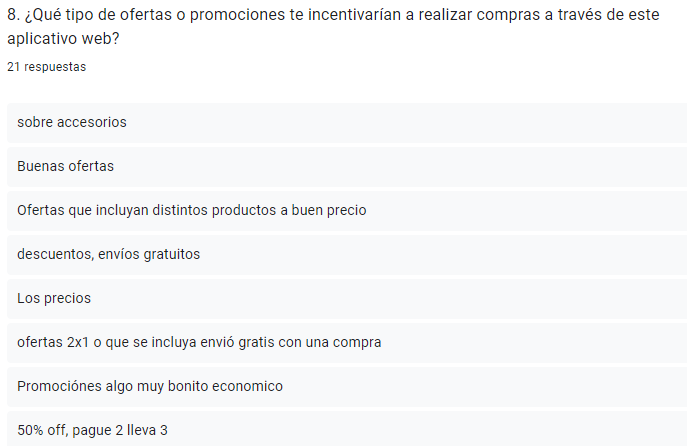 8. ¿Qué tipo de ofertas o promociones te incentivarían a realizar compras a través de este
aplicativo web?
21 respuestas
sobre accesorios
Buenas ofertas
Ofertas que incluyan distintos productos a buen precio
descuentos, envíos gratuitos
Los precios
ofertas 2x1 o que se incluya envió gratis con una compra
Promociónes algo muy bonito economico
50% off, pague 2 lleva 3